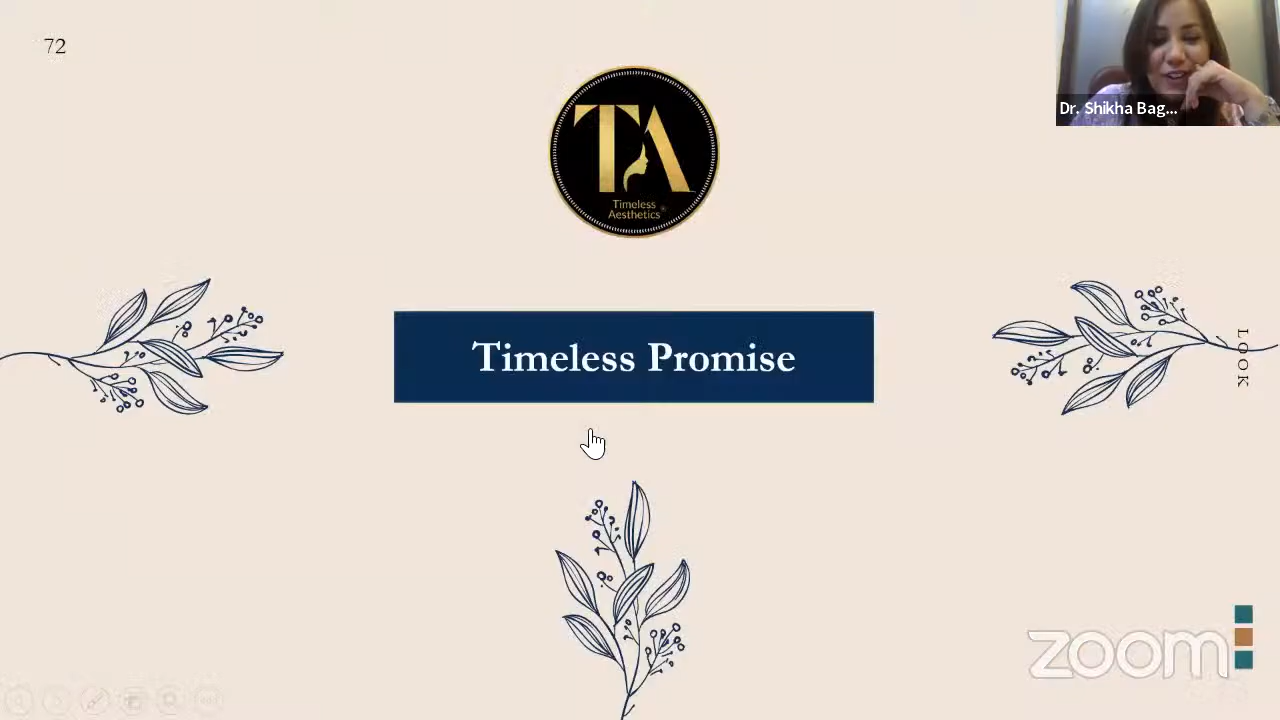 72
TA
Timeless
Aesthetics
Dr. Shikha Bag...
Timeless Promise
LOOK
zoom